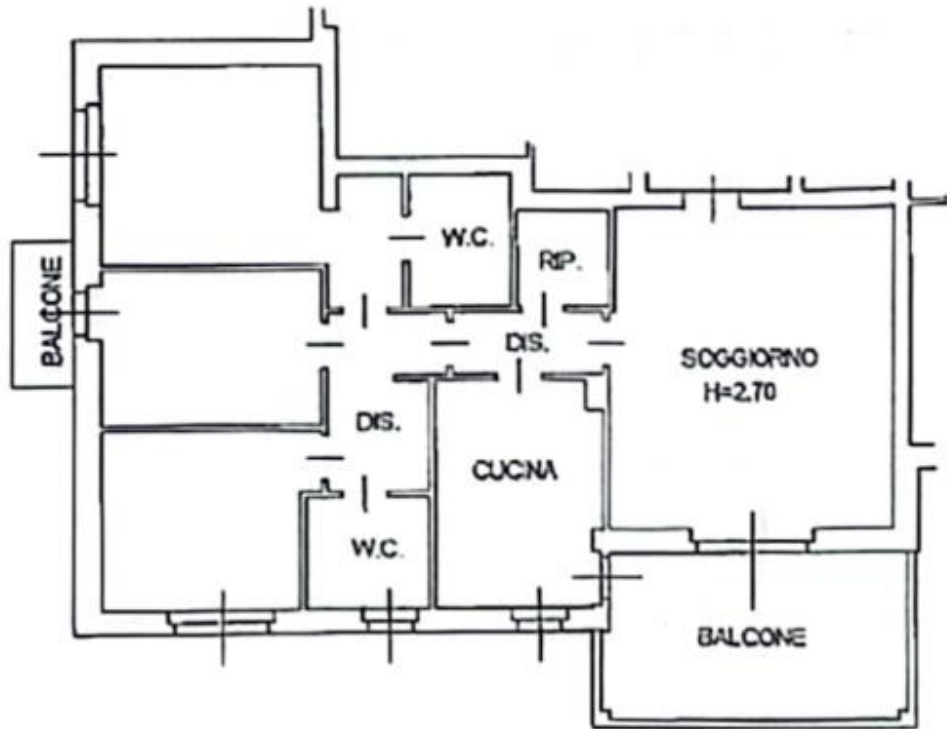 W.C.
RIP.
BALCONE
DIS.
SOGGIORNO
H=2.70
DIS.
CUCINA
W.C.
BALCONE